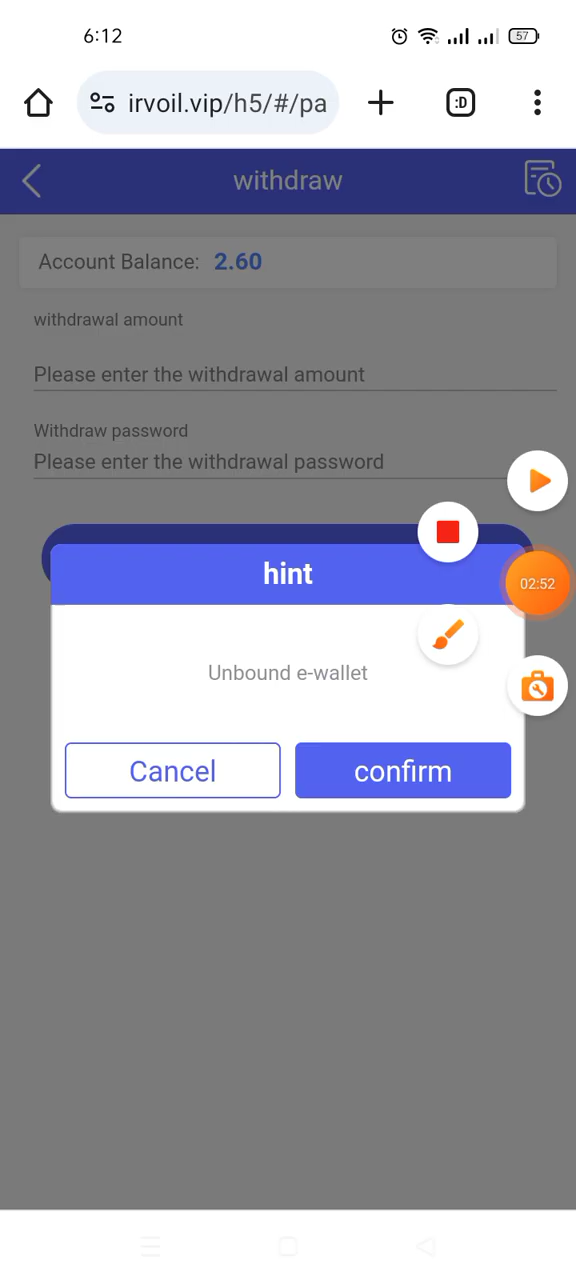 6:12
57
irvoil.vip/h5/#/pa
:D
withdraw
Account Balance: 2.60
withdrawal amount
Please enter the withdrawal amount
Withdraw password
Please enter the withdrawal password
hint
02:52
Unbound e-wallet
Cancel
confirm